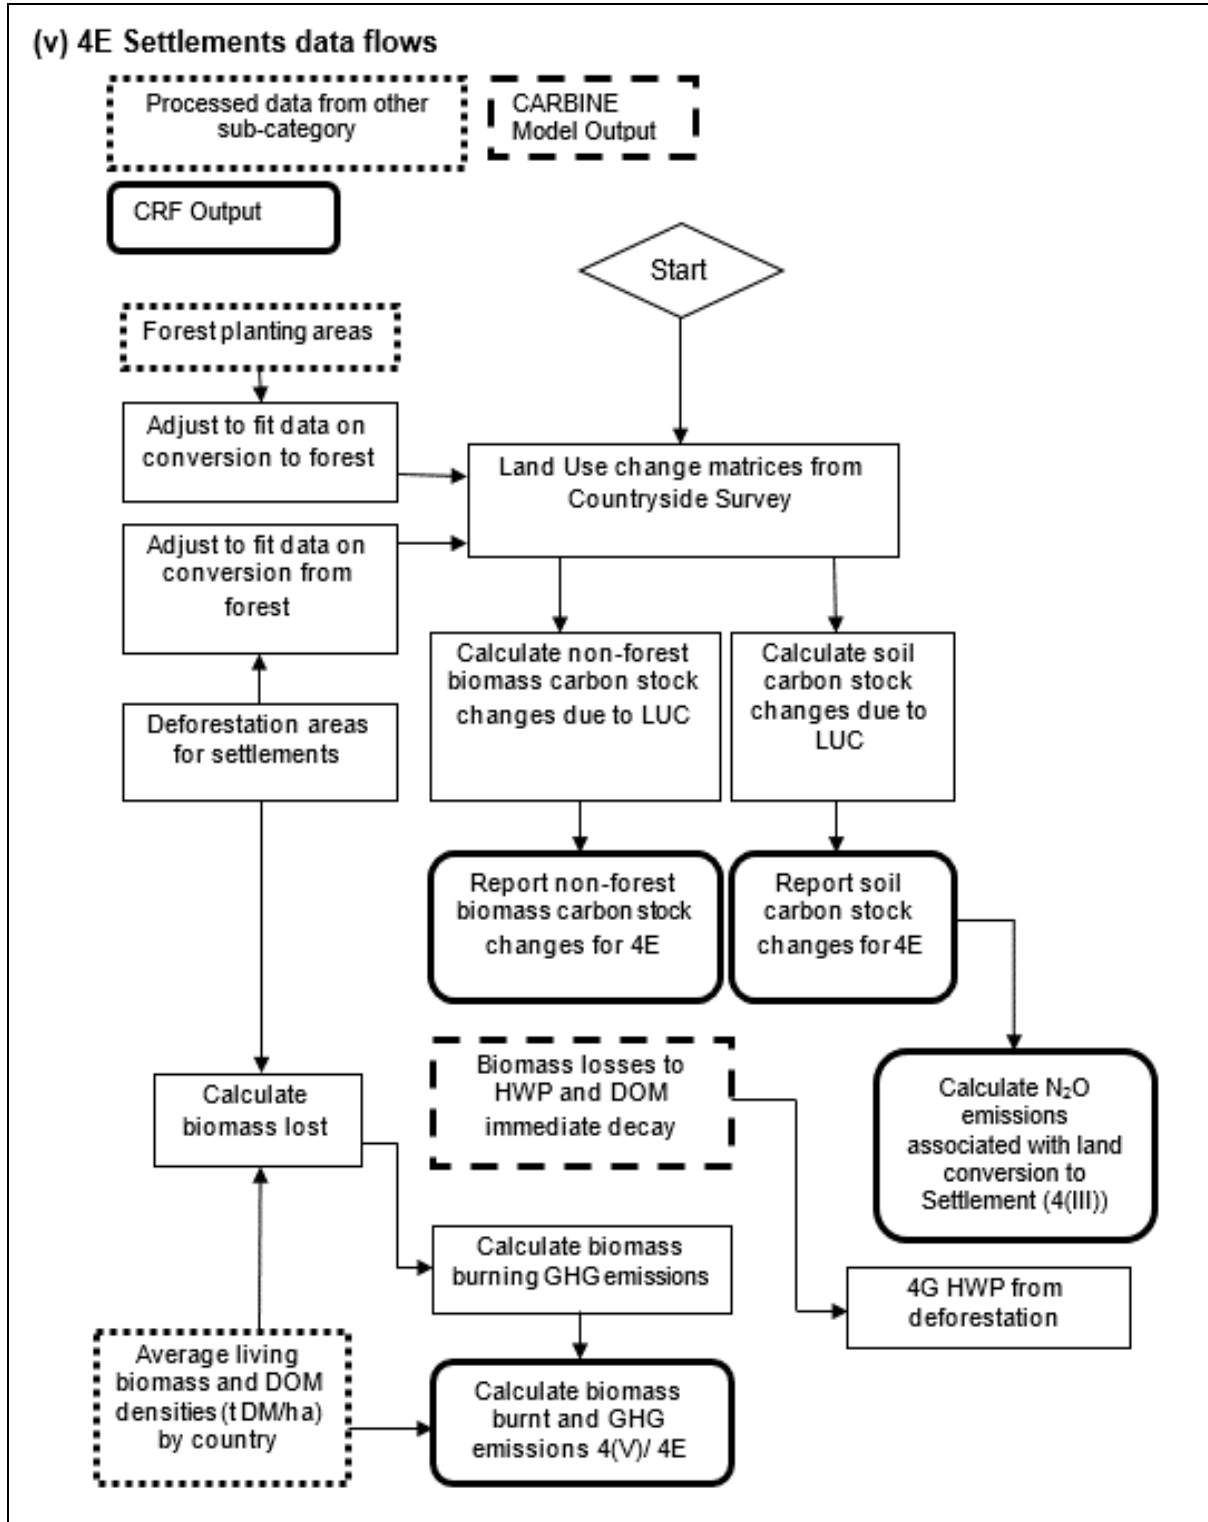 (v) 4E Settlements data flows
Processed data from other
sub-category
CARBINE
Model Output
CRF Output
Start
Forest planting areas
Adjust to fit data on
conversion to forest
Land Use change matrices from
Countryside Survey
Adjust to fit data on
conversion from
forest
Calculate non-forest
biomass carbon stock
changes due to LUC
Calculate soil
carbon stock
changes due to
LUC
Deforestation areas
for settlements
Report non-forest
biomass carbon stock
changes for 4E
Report soil
carbon stock
changes for 4E
Biomass losses to
HWP and DOM
immediate decay
Calculate
biomass lost
Calculate N₂O
emissions
associated with land
conversion to
Settlement (4(III))
Calculate biomass
burning GHG emissions
4G HWP from
deforestation
Average living
biomass and DOM
densities (t DM/ha)
by country
Calculate biomass
burnt and GHG
emissions 4(V)/ 4E